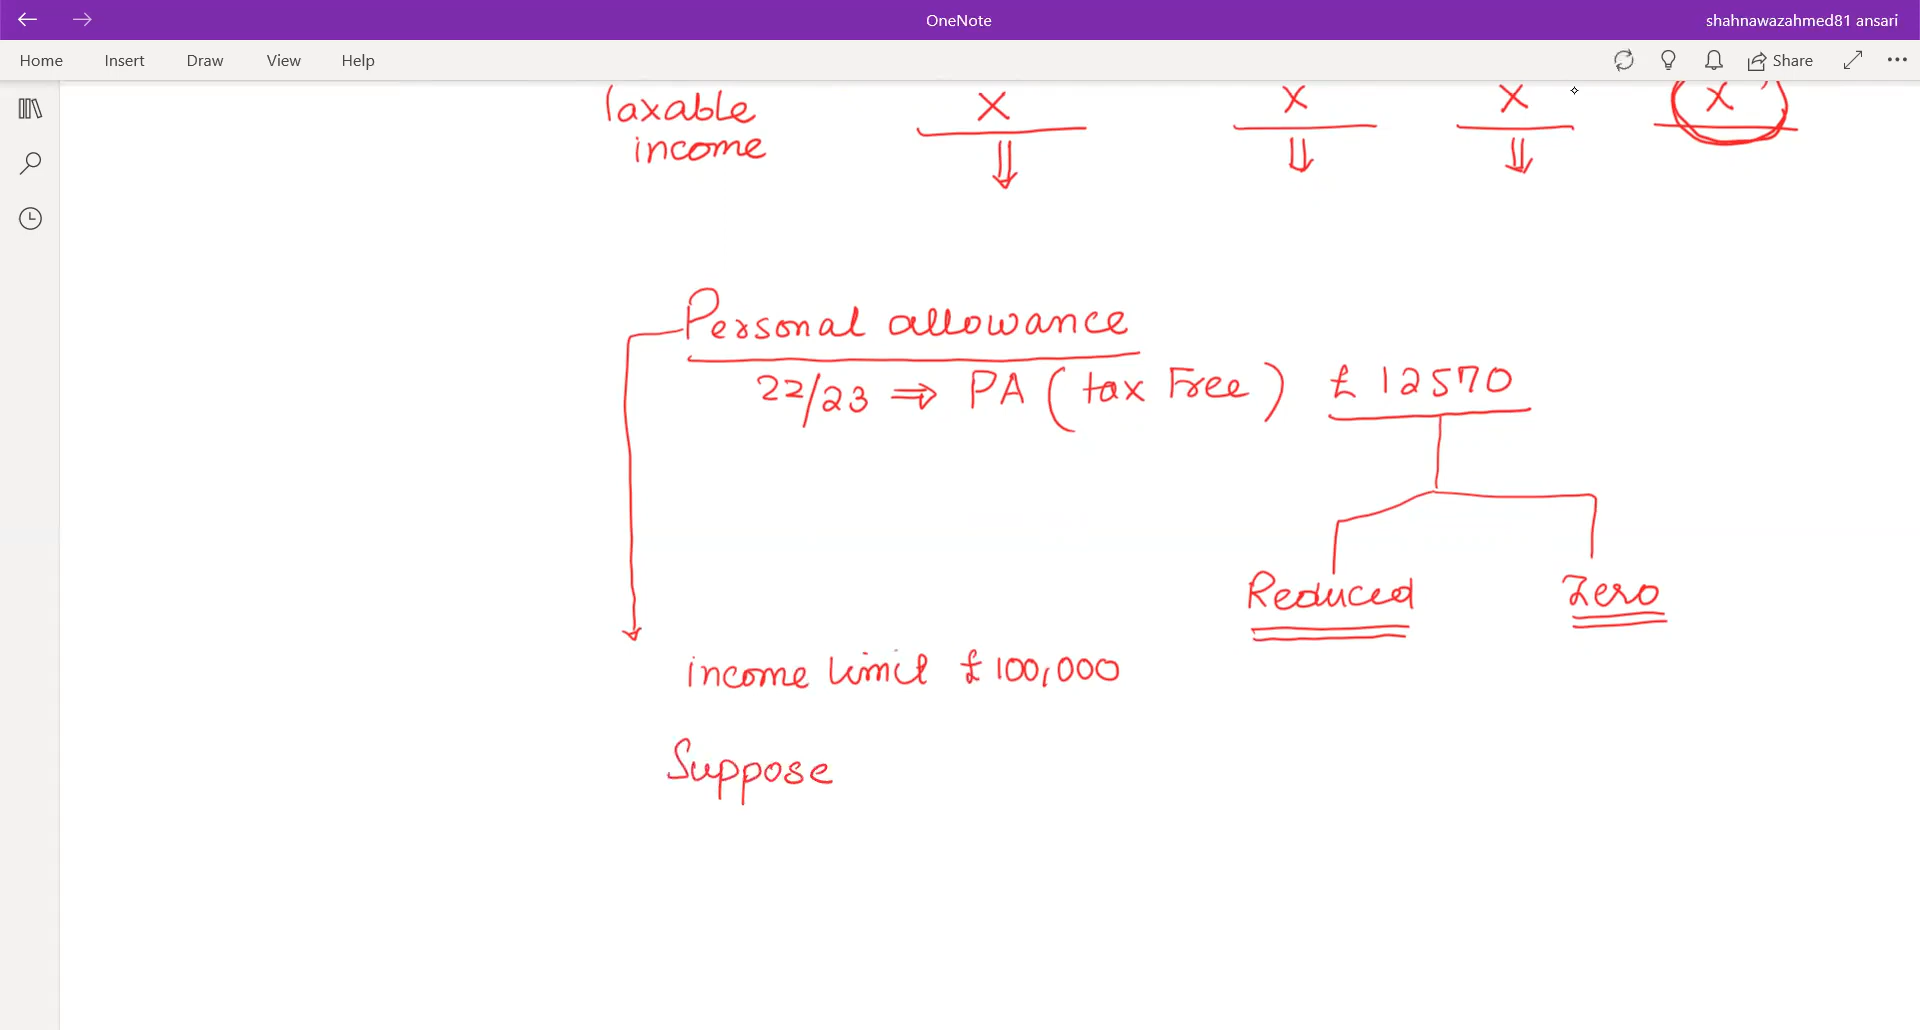 OneNote
shahnawazahmed81 ansari
Home Insert Draw View Help Share
Taxable X X X X
income
Personal allowance
22/23 ⇒ PA (tax Free) £12570
Reduced Zero
income limit £100,000
Suppose